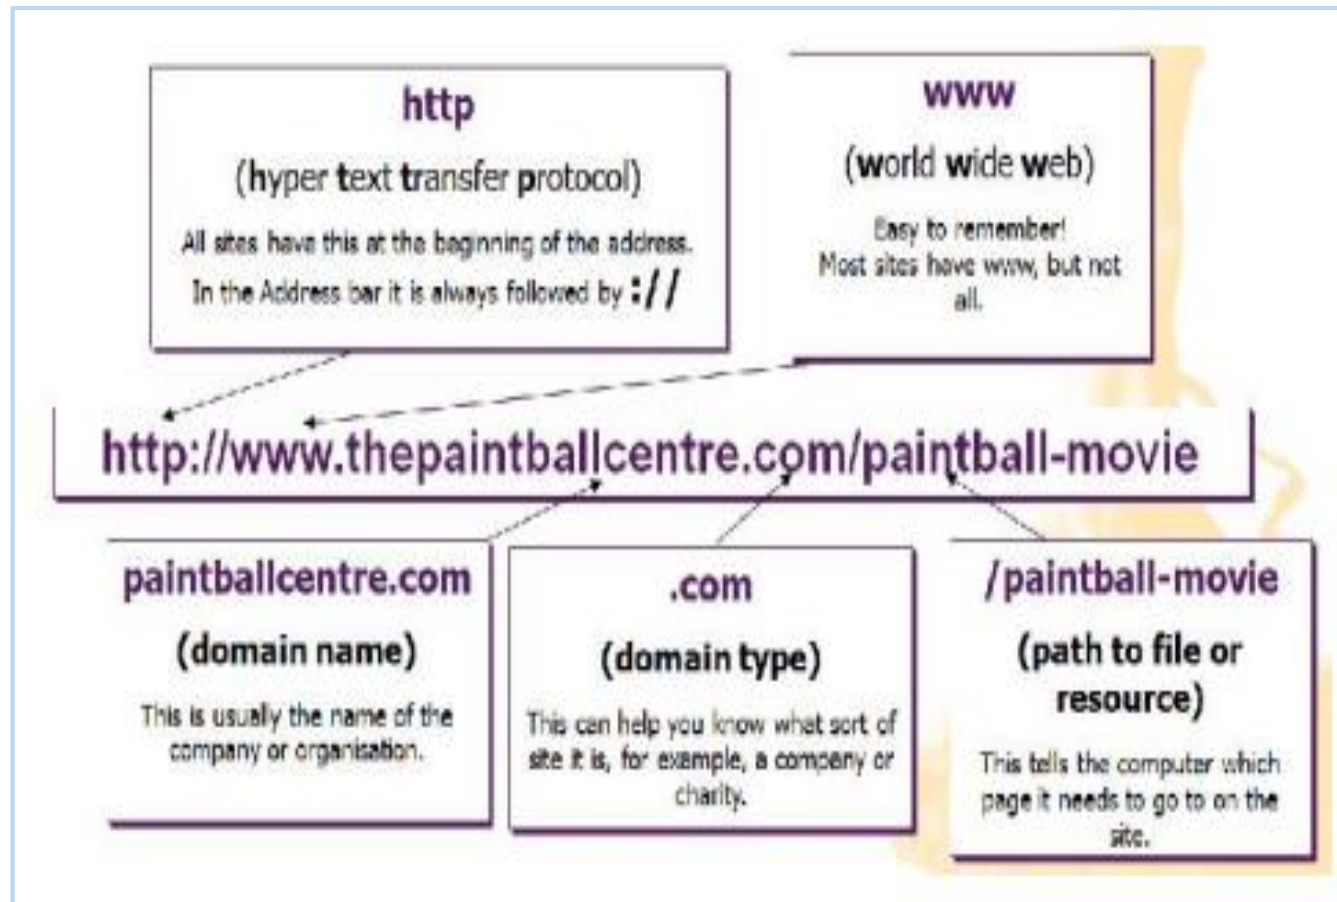 http
(hyper text transfer protocol)
All sites have this at the beginning of the address.
In the Address bar it is always followed by ://
www
(world wide web)
Easy to remember!
Most sites have www, but not
all.
http://www.thepaintballcentre.com/paintball-movie
paintballcentre.com
(domain name)
This is usually the name of the
company or organisation.
.com
(domain type)
This can help you know what sort of
site it is, for example, a company or
charity.
/paintball-movie
(path to file or
resource)
This tells the computer which
page it needs to go to on the
site.